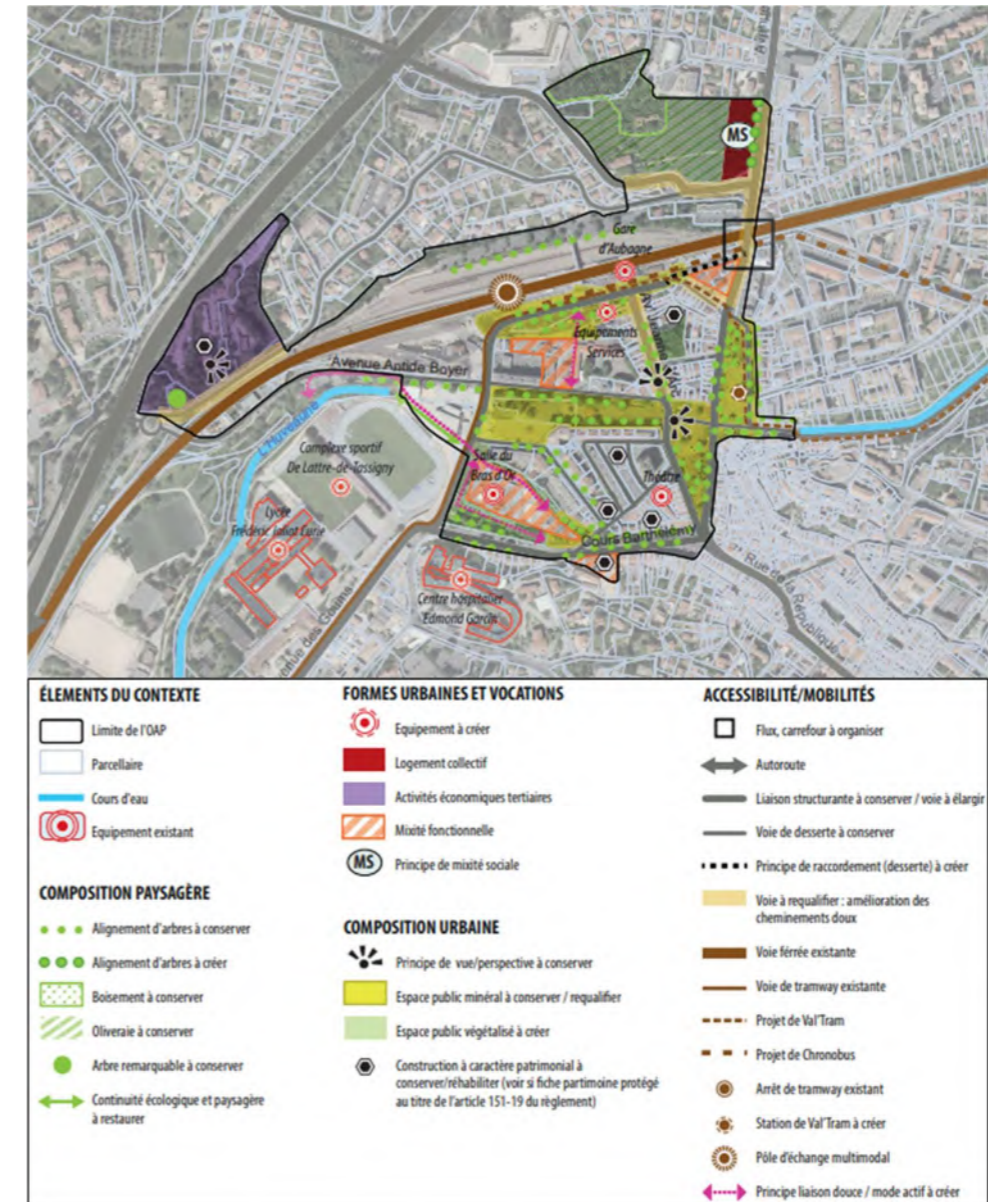 MS
Gare
d'Aubagne
Equipements
Services
Avenue Antide Boyer
L'Huveaune
Complexe sportif
De Lattre-de-Tassigny
Salle du
Bras d'Or
Théâtre
Lycée
Frédéric Joliot Curie
Cours Barthélemy
Centre hospitalier
Edmond Garcin
Rue de la République
ÉLEMENTS DU CONTEXTE
Limite de l'OAP
Parcellaire
Cours d'eau
Equipement existant
COMPOSITION PAYSAGÈRE
Alignement d'arbres à conserver
Alignement d'arbres à créer
Boisement à conserver
Oliveraie à conserver
Arbre remarquable à conserver
Continuité écologique et paysagère
à restaurer
FORMES URBAINES ET VOCATIONS
Equipement à créer
Logement collectif
Activités économiques tertiaires
Mixité fonctionnelle
MS
Principe de mixité sociale
COMPOSITION URBAINE
Principe de vue/perspective à conserver
Espace public minéral à conserver / requalifier
Espace public végétalisé à créer
Construction à caractère patrimonial à
conserver/réhabiliter (voir si fiche partimoine protégé
au titre de l'article 151-19 du règlement)
ACCESSIBILITÉ/MOBILITÉS
Flux, carrefour à organiser
Autoroute
Liaison structurante à conserver / voie à élargir
Voie de desserte à conserver
Principe de raccordement (desserte) à créer
Voie à requalifier : amélioration des
cheminements doux
Voie férrée existante
Voie de tramway existante
Projet de Val'Tram
Projet de Chronobus
Arrêt de tramway existant
Station de Val'Tram à créer
Pôle d'échange multimodal
Principe liaison douce / mode actif à créer